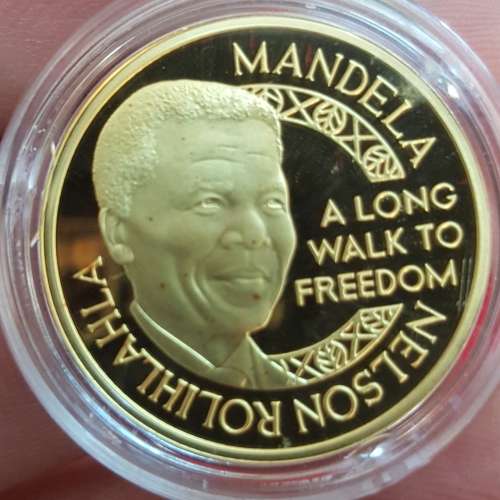 NELSON ROLIHLAHLA
MANDELA
A LONG
WALK TO
FREEDOM